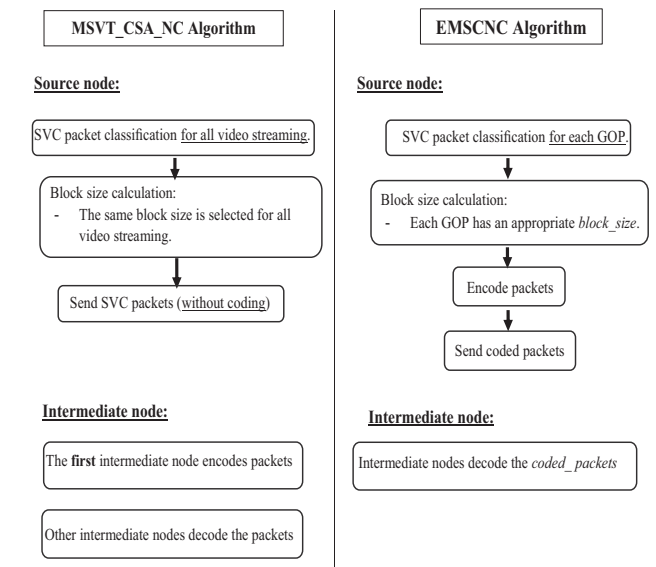 MSVT_CSA_NC Algorithm
Source node:
SVC packet classification for all video streaming.
Block size calculation:
- The same block size is selected for all
video streaming.
Send SVC packets (without coding)
Intermediate node:
The first intermediate node encodes packets
Other intermediate nodes decode the packets
EMSCNC Algorithm
Source node:
SVC packet classification for each GOP.
Block size calculation:
- Each GOP has an appropriate block_size.
Encode packets
Send coded packets
Intermediate node:
Intermediate nodes decode the coded_ packets